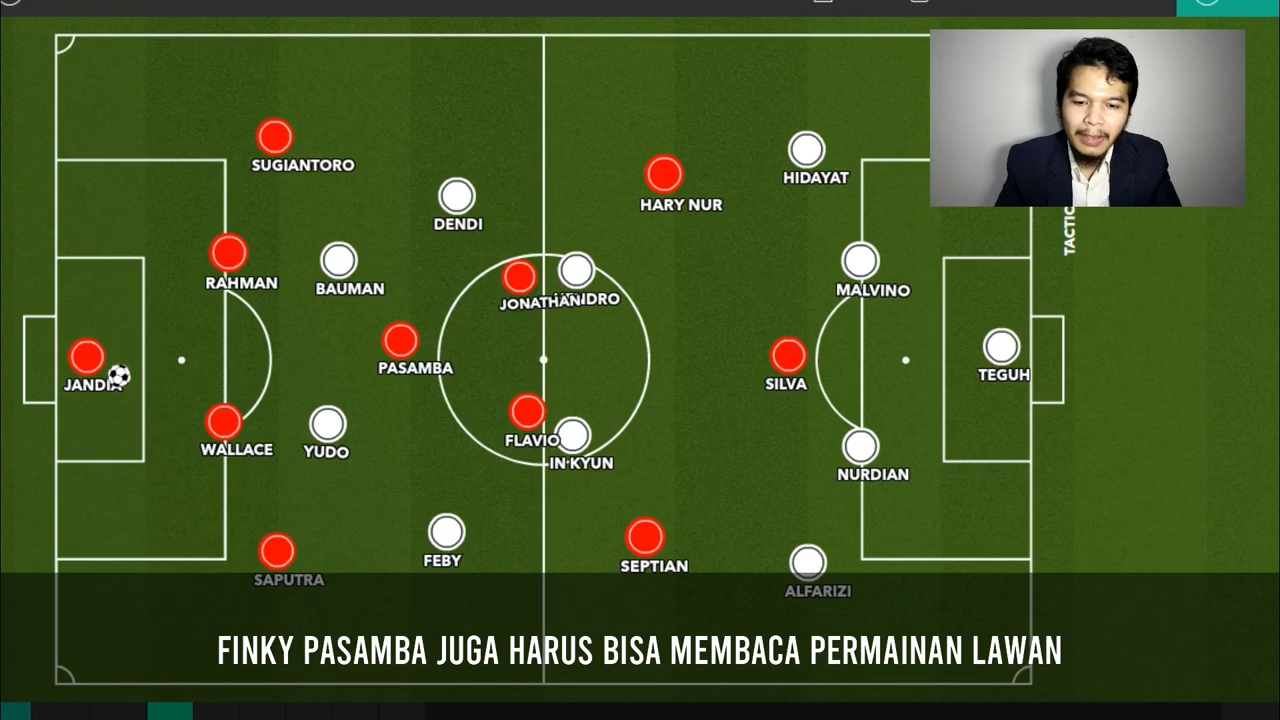 SUGIANTORO
HIDAYAT
HARY NUR
DENDI
TACTIC
RAHMAN
BAUMAN
JONATHAN
MALVINO
PASAMBA
TEGUH
JANDIA
SILVA
FLAVIO
WALLACE
YUDO
IN KYUN
NURDIAN
FEBY
SEPTIAN
SAPUTRA
ALFARIZI
FINKY PASAMBA JUGA HARUS BISA MEMBACA PERMAINAN LAWAN